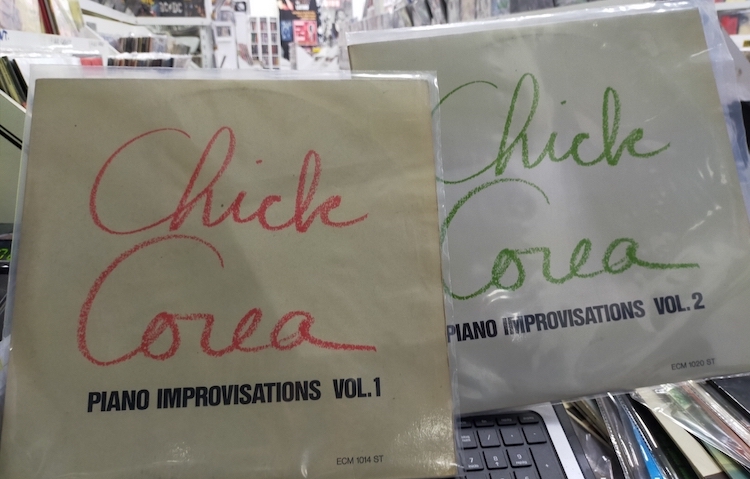 Chick
Corea
PIANO IMPROVISATIONS VOL.1
ECM 1014 ST
Chick
Corea
PIANO IMPROVISATIONS VOL.2
ECM 1020 ST